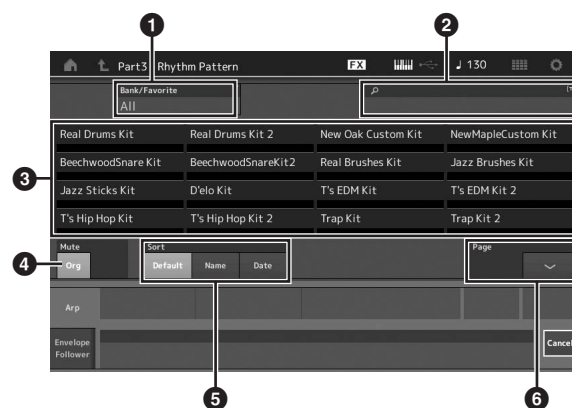 1 2
Part3 Rhythm Pattern FX 130
Bank/Favorite
All
Real Drums Kit Real Drums Kit 2 New Oak Custom Kit NewMapleCustom Kit
BeechwoodSnare Kit BeechwoodSnareKit2 Real Brushes Kit Jazz Brushes Kit
3
Jazz Sticks Kit D'elo Kit T's EDM Kit T's EDM Kit 2
T's Hip Hop Kit T's Hip Hop Kit 2 Trap Kit Trap Kit 2
Mute Sort Page
4 Org Default Name Date
Arp
Envelope
Follower
Cancel
5 6